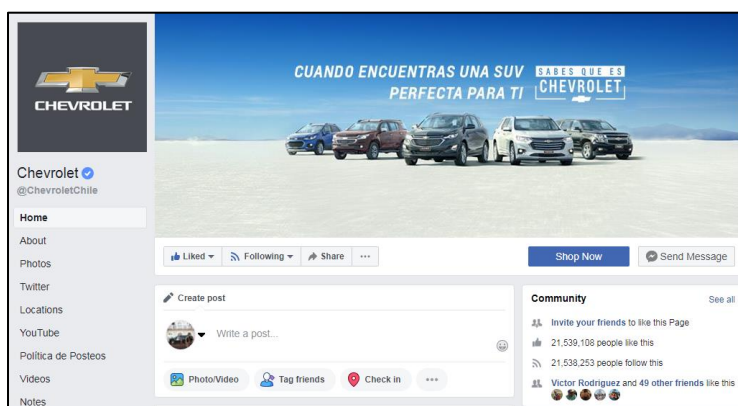 CHEVROLET
Chevrolet
@ChevroletChile
Home
About
Photos
Twitter
Locations
YouTube
Política de Posteos
Videos
Notes
CUANDO ENCUENTRAS UNA SUV
PERFECTA PARA TI
SABES QUE ES
CHEVROLET
Liked
Following
Share
Shop Now
Send Message
Create post
Write a post...
Photo/Video
Tag friends
Check in
Community
See all
Invite your friends to like this Page
21,539,108 people like this
21,538,253 people follow this
Victor Rodriguez and 49 other friends like this